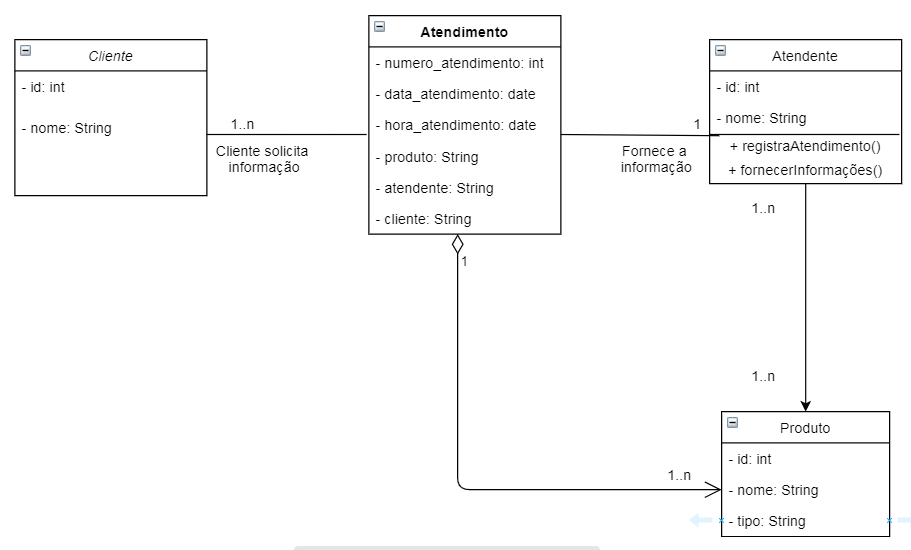 Cliente
- id: int
- nome: String
1..n
Cliente solicita
informação
Atendimento
- numero_atendimento: int
- data_atendimento: date
- hora_atendimento: date
- produto: String
- atendente: String
- cliente: String
1
Fornece a
informação
1
Atendente
- id: int
- nome: String
+ registraAtendimento()
+ fornecerInformações()
1..n
1..n
1..n
Produto
- id: int
- nome: String
- tipo: String